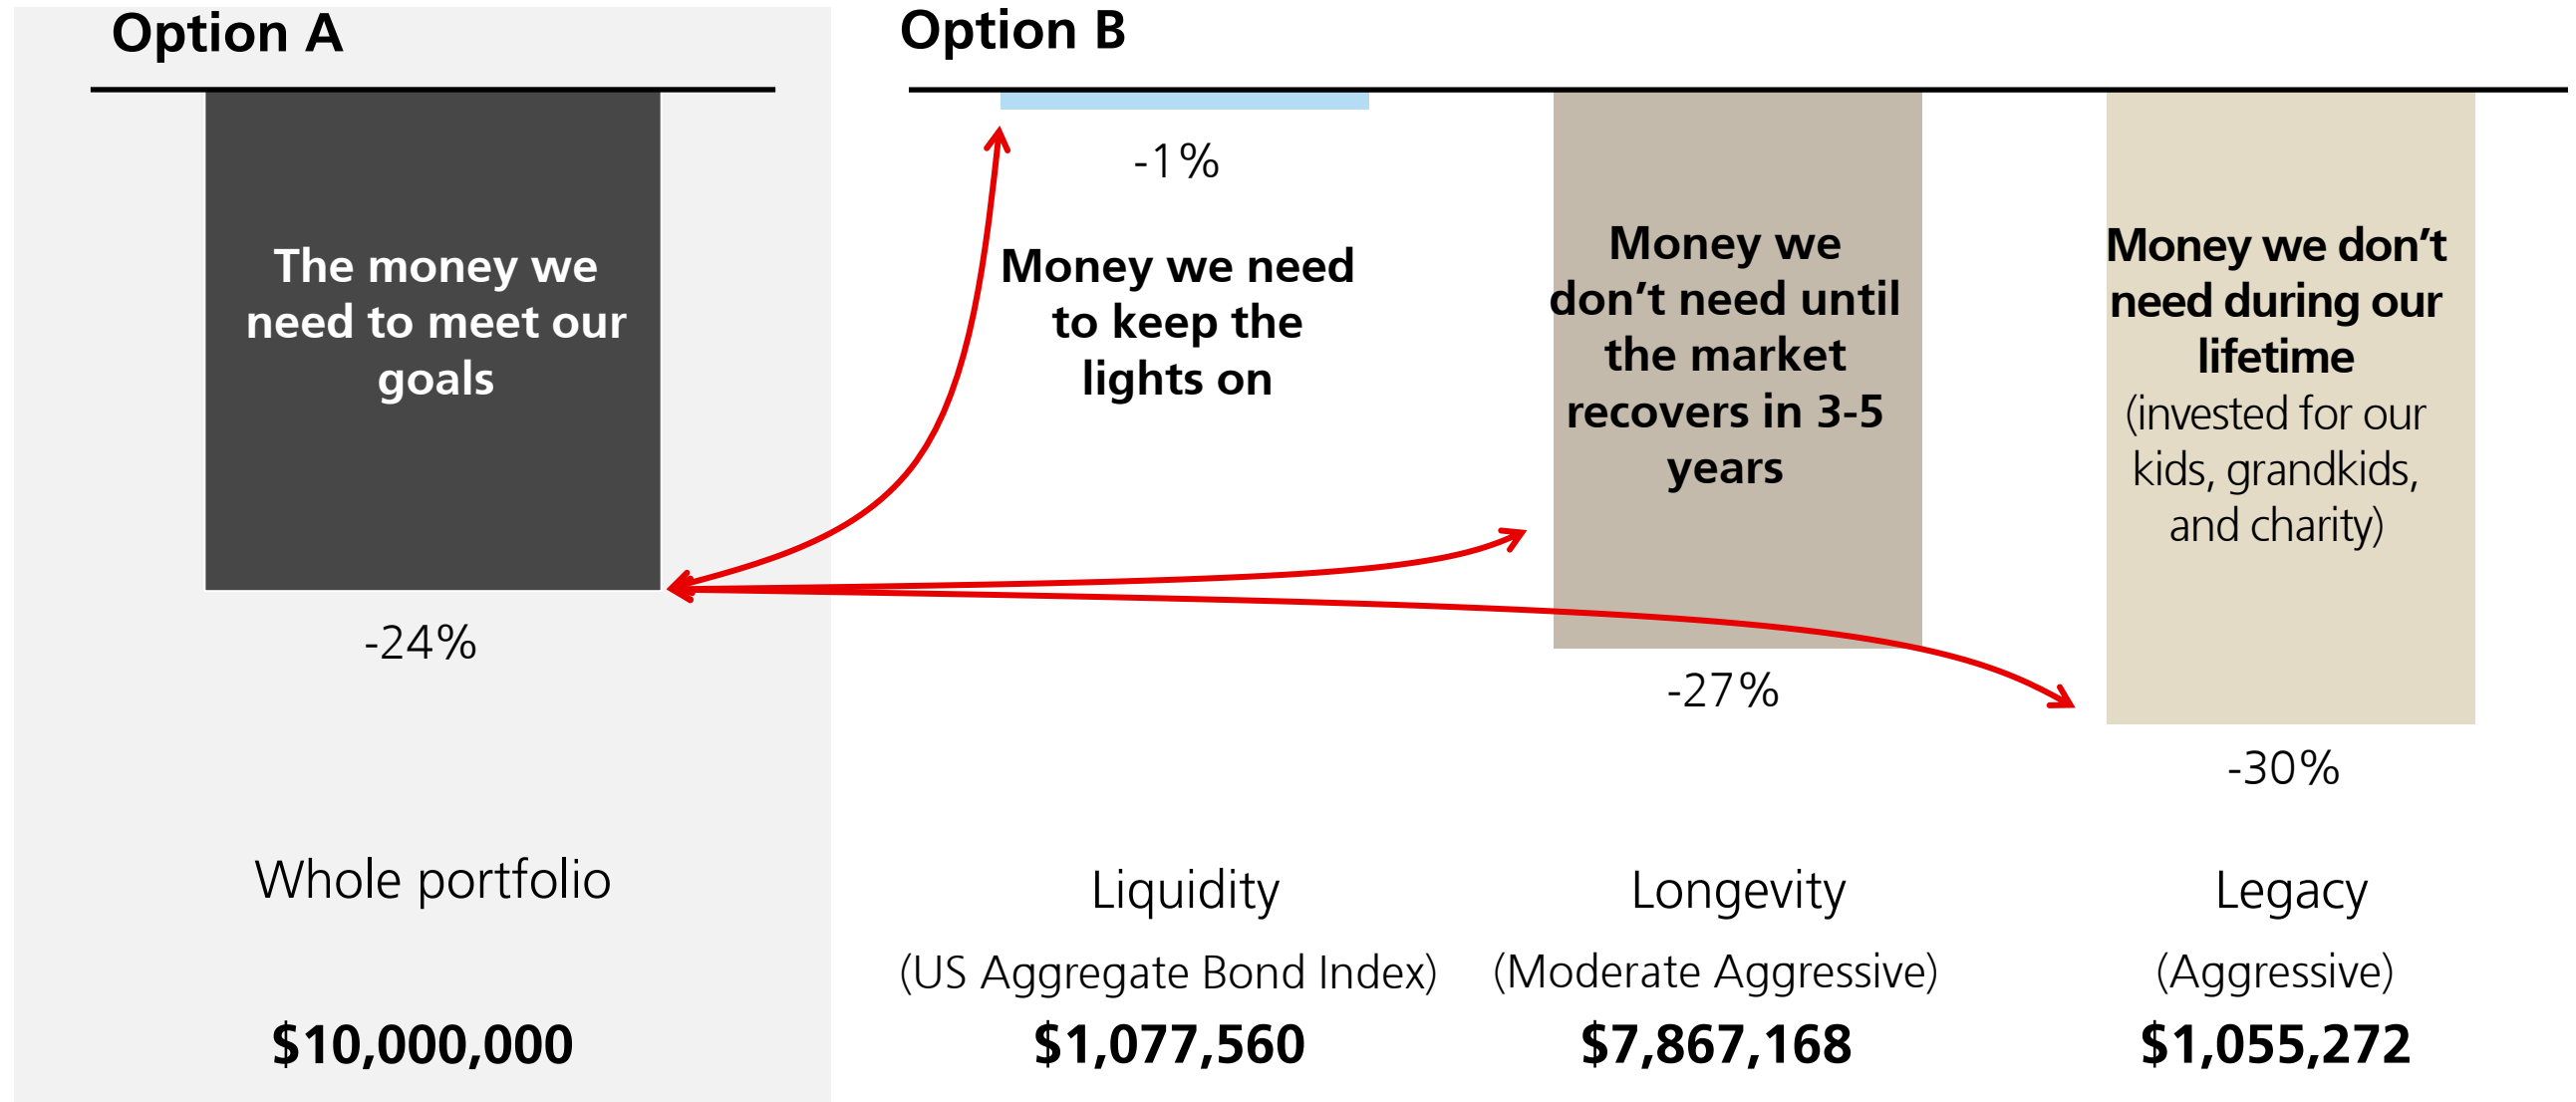 Option A
The money we
need to meet our
goals
-24%
Whole portfolio
$10,000,000
Option B
-1%
Money we need
to keep the
lights on
Liquidity
(US Aggregate Bond Index)
$1,077,560
Money we
don’t need until
the market
recovers in 3-5
years
-27%
Longevity
(Moderate Aggressive)
$7,867,168
Money we don’t
need during our
lifetime
(invested for our
kids, grandkids,
and charity)
-30%
Legacy
(Aggressive)
$1,055,272